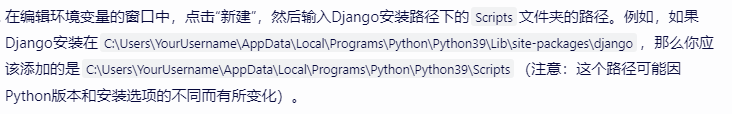 在编辑环境变量的窗口中，点击“新建”，然后输入Django安装路径下的 Scripts 文件夹的路径。例如，如果
Django安装在 C:\Users\YourUsername\AppData\Local\Programs\Python\Python39\Lib\site-packages\django ，那么你应
该添加的是 C:\Users\YourUsername\AppData\Local\Programs\Python\Python39\Scripts （注意：这个路径可能因
Python版本和安装选项的不同而有所变化）。